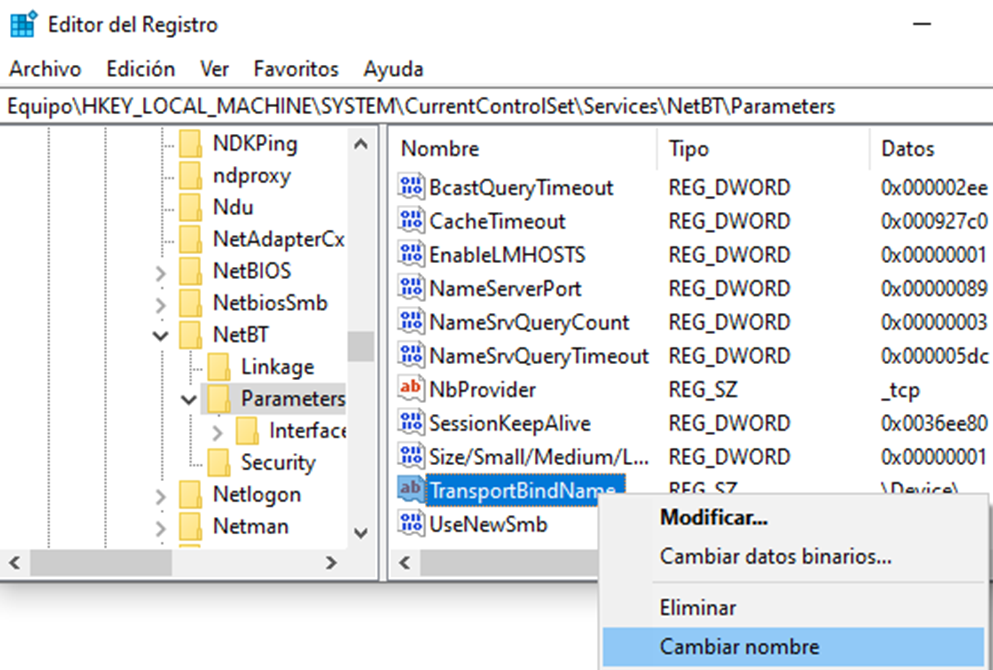 Editor del Registro
Archivo Edición Ver Favoritos Ayuda
Equipo\HKEY_LOCAL_MACHINE\SYSTEM\CurrentControlSet\Services\NetBT\Parameters
NDKPing
ndproxy
Ndu
NetAdapterCx
NetBIOS
NetbiosSmb
NetBT
Linkage
Parameters
Interface
Security
Netlogon
Netman
Nombre Tipo Datos
BcastQueryTimeout REG_DWORD 0x000002ee
CacheTimeout REG_DWORD 0x000927c0
EnableLMHOSTS REG_DWORD 0x00000001
NameServerPort REG_DWORD 0x00000089
NameSrvQueryCount REG_DWORD 0x00000003
NameSrvQueryTimeout REG_DWORD 0x000005dc
NbProvider REG_SZ _tcp
SessionKeepAlive REG_DWORD 0x0036ee80
Size/Small/Medium/L... REG_DWORD 0x00000001
TransportBindName REG_SZ \Device\
UseNewSmb
Modificar...
Cambiar datos binarios...
Eliminar
Cambiar nombre